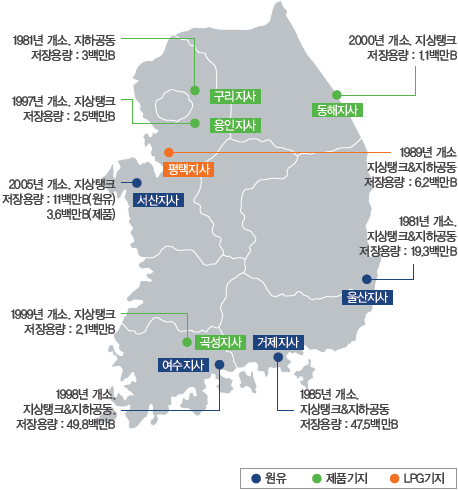 1981년 개소. 지하공동
저장용량 : 3백만B
2000년 개소. 지상탱크
저장용량 : 1.1백만B
구리지사
동해지사
1997년 개소. 지상탱크
저장용량 : 2.5백만B
용인지사
1989년 개소
지상탱크&지하공동
저장용량 : 6.2백만B
평택지사
2005년 개소. 지상탱크
저장용량 : 11백만B(원유)
3.6백만B(제품)
서산지사
1981년 개소.
지상탱크&지하공동
저장용량 : 19.3백만B
울산지사
1999년 개소. 지상탱크
저장용량 : 2.1백만B
곡성지사
거제지사
여수지사
1998년 개소.
지상탱크&지하공동.
저장용량 : 49.8백만B
1985년 개소.
지상탱크&지하공동
저장용량 : 47.5백만B
원유
제품기지
LPG기지